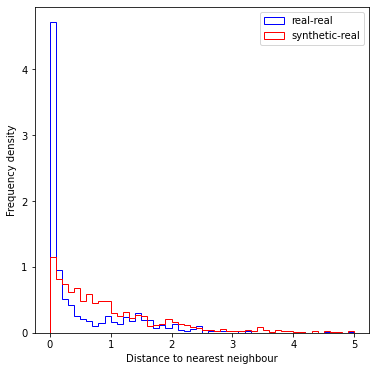 real-real
synthetic-real
Frequency density
4
3
2
1
0
0 1 2 3 4 5
Distance to nearest neighbour